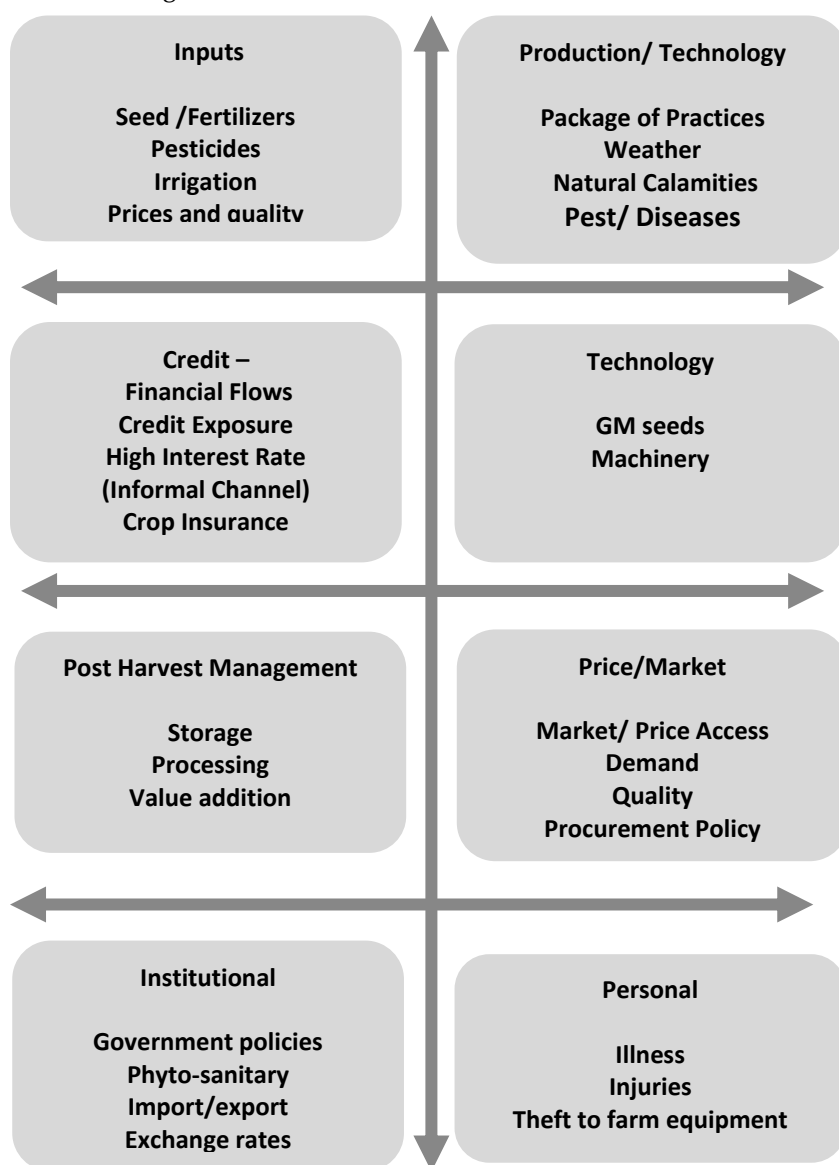 Inputs
Seed /Fertilizers
Pesticides
Irrigation
Prices and quality
Production/ Technology
Package of Practices
Weather
Natural Calamities
Pest/ Diseases
Credit –
Financial Flows
Credit Exposure
High Interest Rate
(Informal Channel)
Crop Insurance
Technology
GM seeds
Machinery
Post Harvest Management
Storage
Processing
Value addition
Price/Market
Market/ Price Access
Demand
Quality
Procurement Policy
Institutional
Government policies
Phyto-sanitary
Import/export
Exchange rates
Personal
Illness
Injuries
Theft to farm equipment